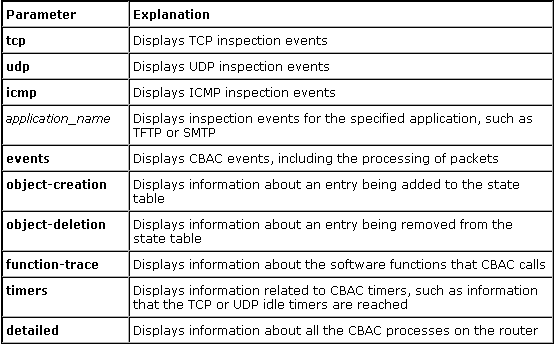 Parameter Explanation
tcp Displays TCP inspection events
udp Displays UDP inspection events
icmp Displays ICMP inspection events
application_name Displays inspection events for the specified application, such as
TFTP or SMTP
events Displays CBAC events, including the processing of packets
object-creation Displays information about an entry being added to the state
table
object-deletion Displays information about an entry being removed from the
state table
function-trace Displays information about the software functions that CBAC calls
timers Displays information related to CBAC timers, such as information
that the TCP or UDP idle timers are reached
detailed Displays information about all the CBAC processes on the router